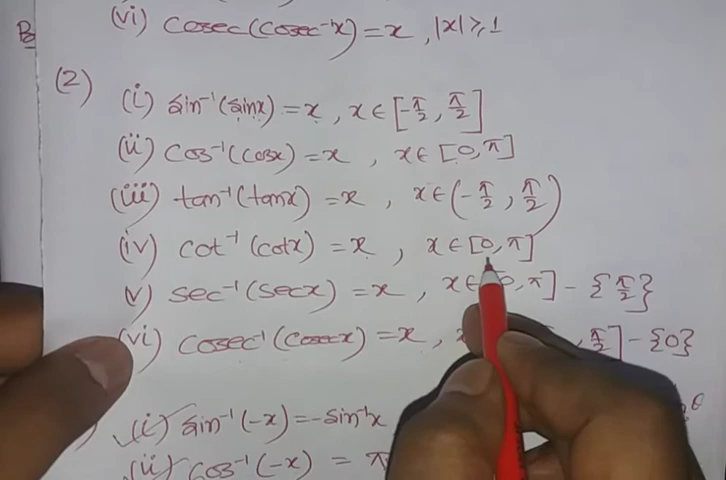 (vi) cosec(cosec⁻¹x) = x , |x| ≥ 1
(2)
(i) sin⁻¹(sinx) = x , x ∈ [-π/2 , π/2]
(ii) cos⁻¹(cosx) = x , x ∈ [0, π]
(iii) tan⁻¹(tanx) = x , x ∈ (-π/2 , π/2)
(iv) cot⁻¹(cotx) = x , x ∈ [0, π]
(v) sec⁻¹(secx) = x , x ∈ [0, π] - {π/2}
(vi) cosec⁻¹(cosecx) = x , , π/2] - {0}
(i) sin⁻¹(-x) = -sin⁻¹x
(ii) cos⁻¹(-x) = π